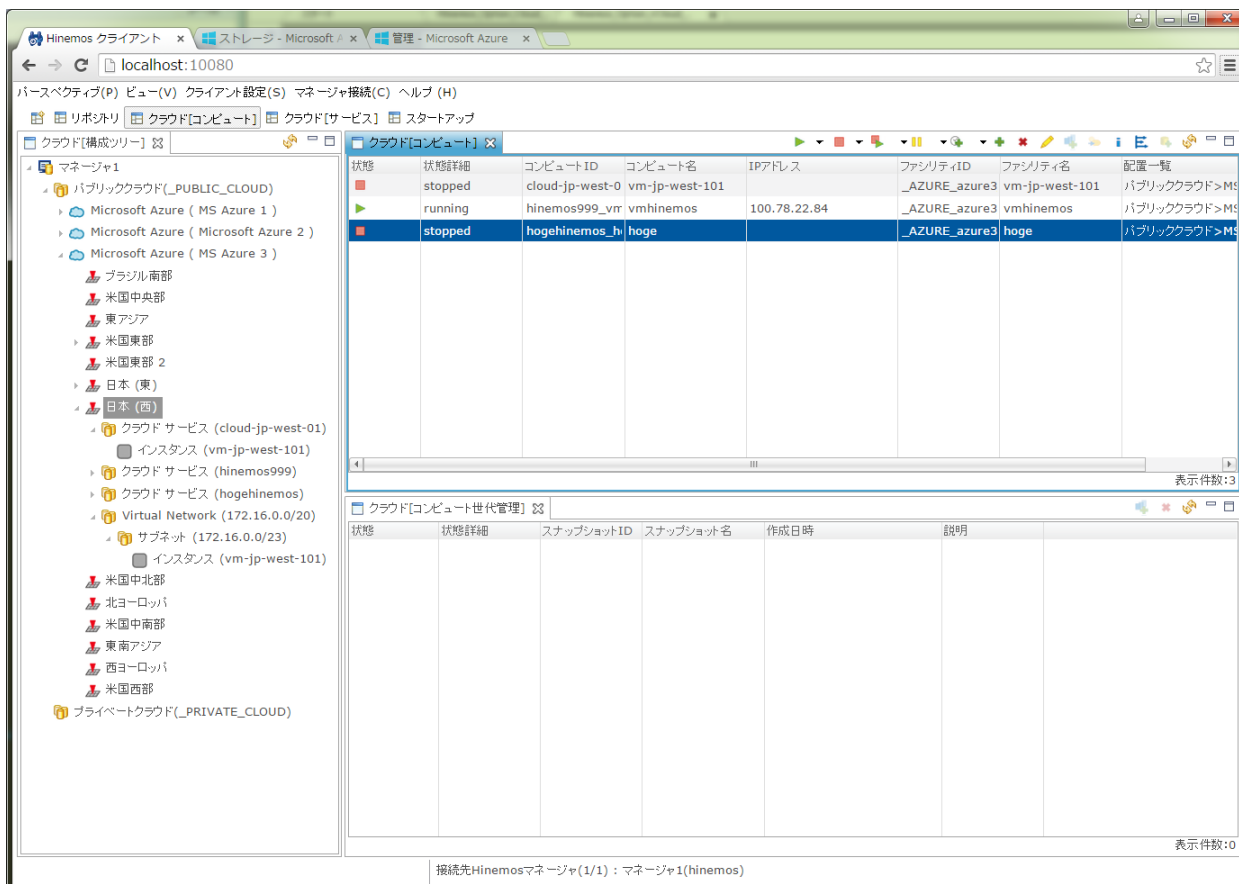 Hinemos クライアント × ストレージ - Microsoft A × 管理 - Microsoft Azure ×
localhost:10080
パースペクティブ(P) ビュー(V) クライアント設定(S) マネージャ接続(C) ヘルプ (H)
リポジトリ クラウド[コンピュート] クラウド[サービス] スタートアップ
クラウド[構成ツリー]
マネージャ1
パブリッククラウド(_PUBLIC_CLOUD)
Microsoft Azure ( MS Azure 1 )
Microsoft Azure ( Microsoft Azure 2 )
Microsoft Azure ( MS Azure 3 )
ブラジル南部
米国中央部
東アジア
米国東部
米国東部 2
日本 (東)
日本 (西)
クラウド サービス (cloud-jp-west-01)
インスタンス (vm-jp-west-101)
クラウド サービス (hinemos999)
クラウド サービス (hogehinemos)
Virtual Network (172.16.0.0/20)
サブネット (172.16.0.0/23)
インスタンス (vm-jp-west-101)
米国中北部
北ヨーロッパ
米国中南部
東南アジア
西ヨーロッパ
米国西部
プライベートクラウド(_PRIVATE_CLOUD)
クラウド[コンピュート]
状態 状態詳細 コンピュートID コンピュート名 IPアドレス ファシリティID ファシリティ名 配置一覧
stopped cloud-jp-west-0 vm-jp-west-101 _AZURE_azure3 vm-jp-west-101 パブリッククラウド>MS
running hinemos999_vm vmhinemos 100.78.22.84 _AZURE_azure3 vmhinemos パブリッククラウド>MS
stopped hogehinemos_h hoge _AZURE_azure3 hoge パブリッククラウド>MS
表示件数:3
クラウド[コンピュート世代管理]
状態 状態詳細 スナップショットID スナップショット名 作成日時 説明
表示件数:0
接続先Hinemosマネージャ(1/1) : マネージャ1(hinemos)